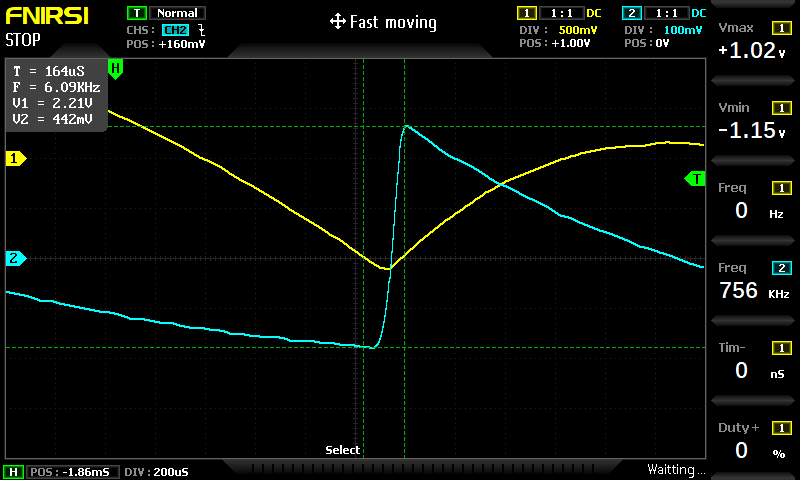 FNIRSI
STOP
T Normal
CHS: CH2
POS: +160mV
Fast moving
1 1:1 DC
DIV : 500mV
POS: +1.00V
2 1:1 DC
DIV : 100mV
POS: 0V
T = 164uS
F = 6.09KHz
V1 = 2.21V
V2 = 442mV
H
1
2
T
Select
Vmax 1
+1.02 V
Vmin 1
-1.15 V
Freq 1
0 Hz
Freq 2
756 KHz
Tim- 1
0 nS
Duty+ 1
0 %
H POS: -1.86mS DIV: 200uS
Waitting...